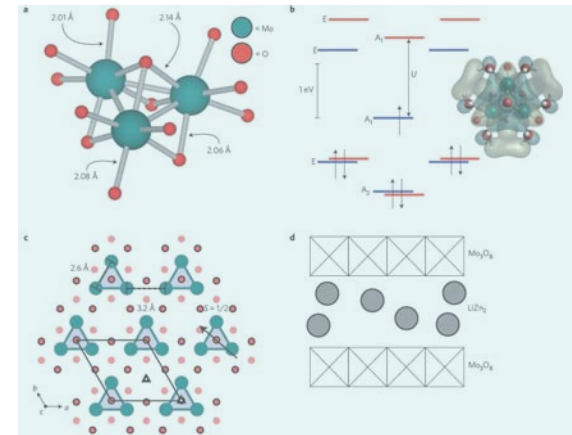 a
2.01 Å
2.14 Å
= Mo
= O
2.08 Å
2.06 Å
b
E
A₁
E
U
1 eV
A₁
E
A₂
c
2.6 Å
3.2 Å
S = 1/2
b
c
a
d
Mo₃O₈
LiZn₂
Mo₃O₈